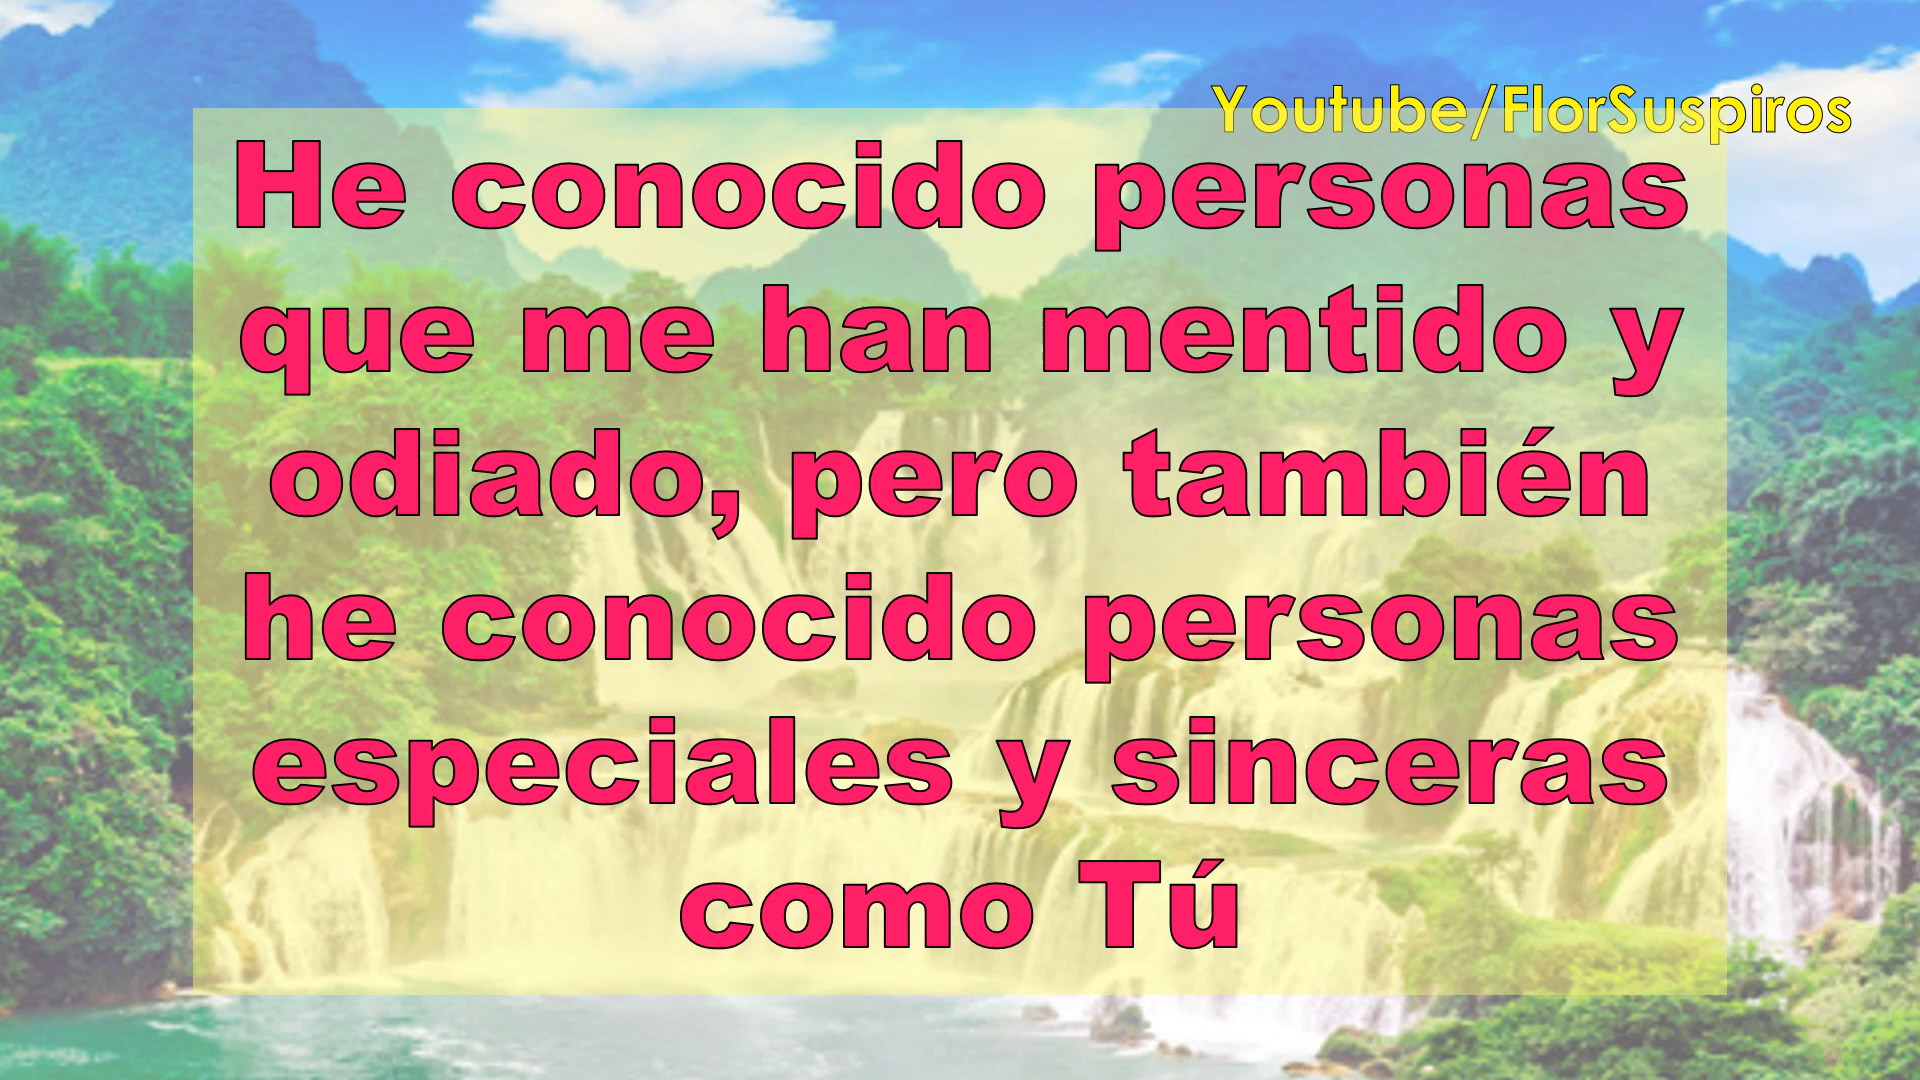 Youtube/FlorSuspiros
He conocido personas
que me han mentido y
odiado, pero también
he conocido personas
especiales y sinceras
como Tú